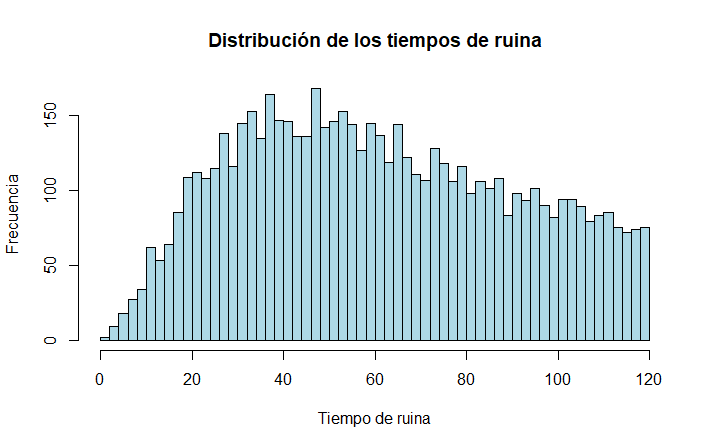 Distribución de los tiempos de ruina
Frecuencia
150
100
50
0
0 20 40 60 80 100 120
Tiempo de ruina